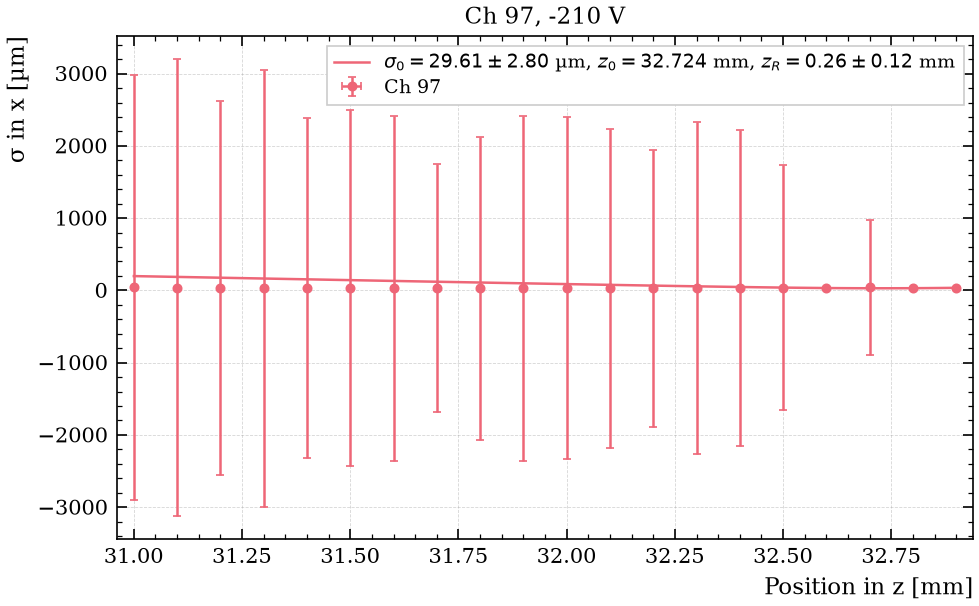 Ch 97, -210 V
σ in x [µm]
σ₀ = 29.61 ± 2.80 µm, z₀ = 32.724 mm, z_R = 0.26 ± 0.12 mm
Ch 97
3000
2000
1000
0
−1000
−2000
−3000
31.00 31.25 31.50 31.75 32.00 32.25 32.50 32.75
Position in z [mm]